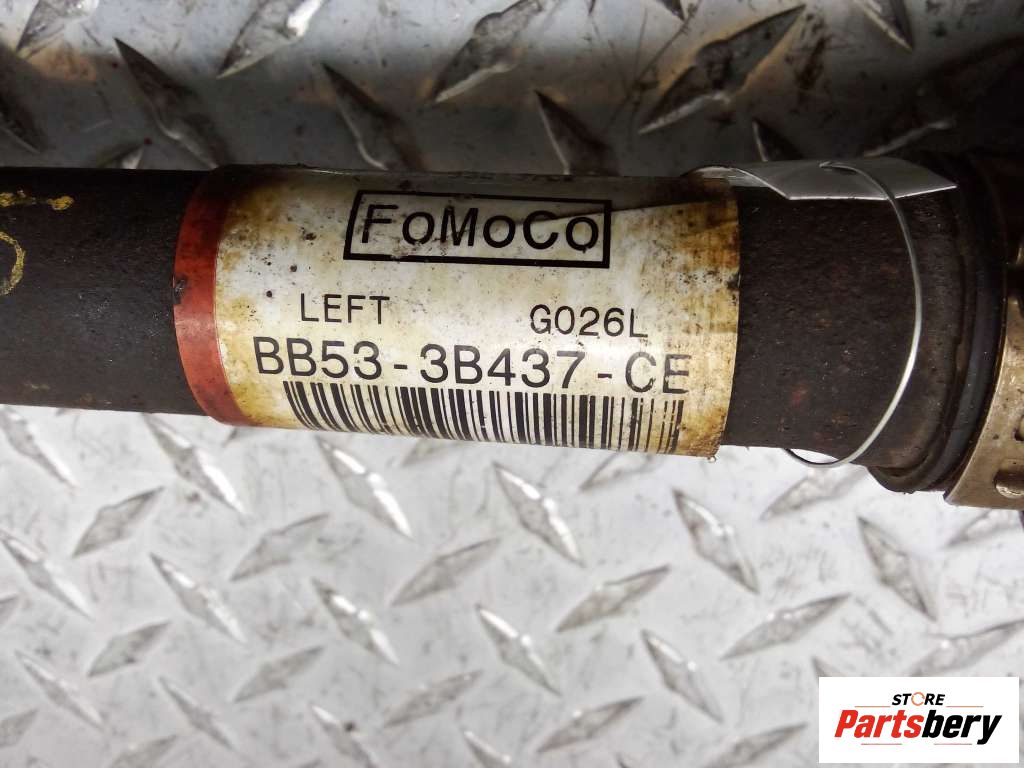 FoMoCo
LEFT G026L
BB53-3B437-CE
STORE
Partsbery